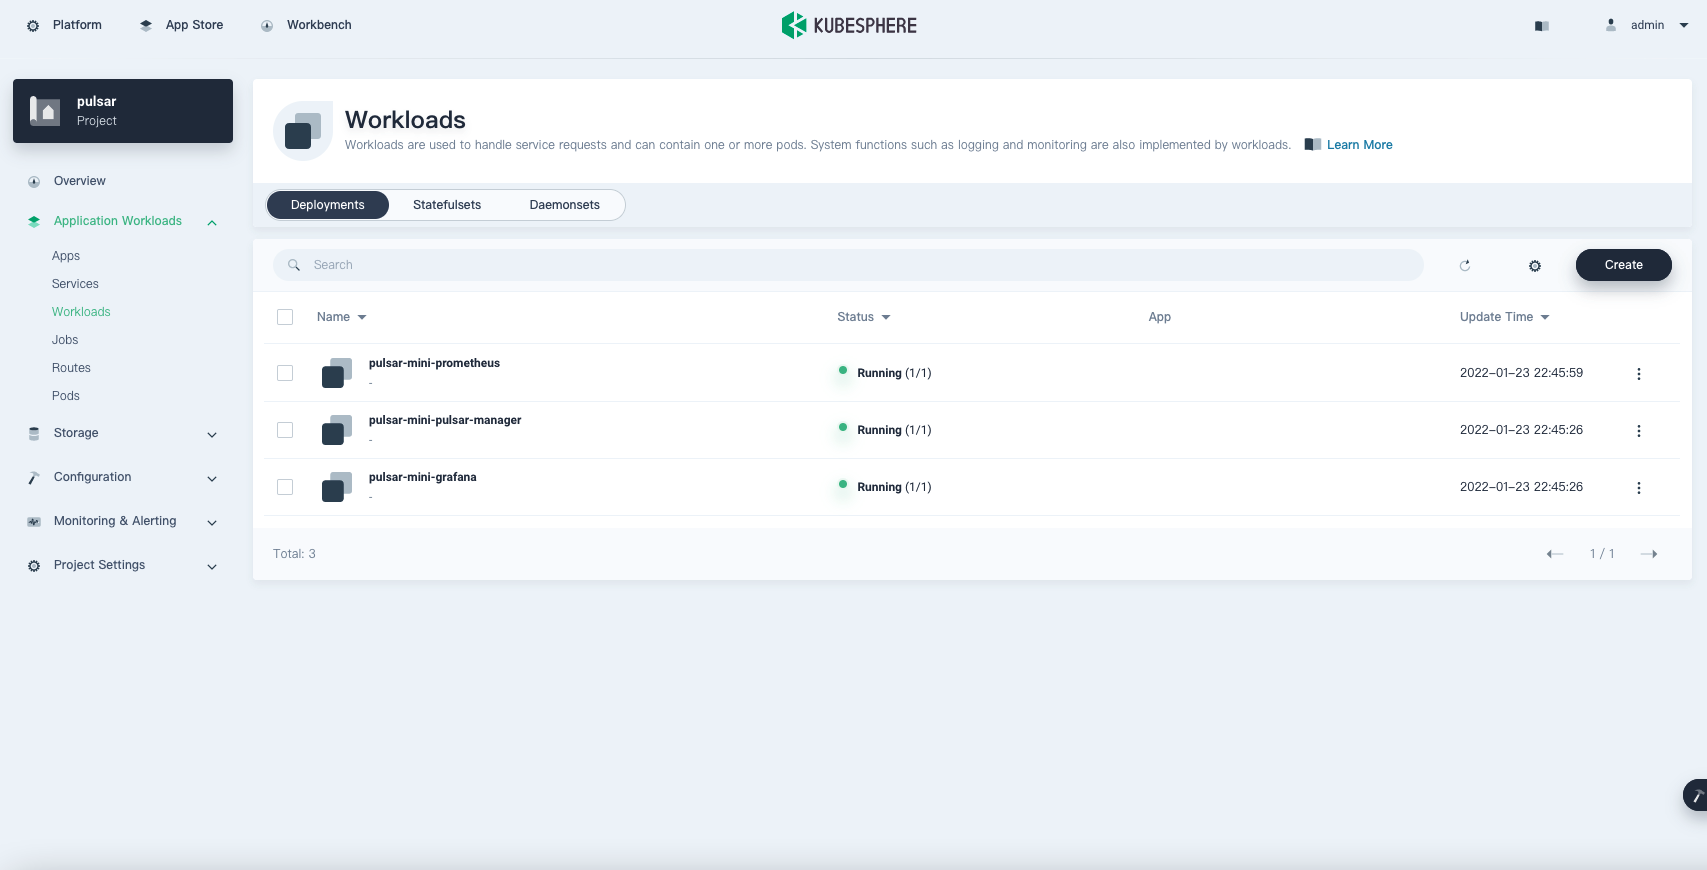 Platform
App Store
Workbench
KUBESPHERE
admin
pulsar
Project
Overview
Application Workloads
Apps
Services
Workloads
Jobs
Routes
Pods
Storage
Configuration
Monitoring & Alerting
Project Settings
Workloads
Workloads are used to handle service requests and can contain one or more pods. System functions such as logging and monitoring are also implemented by workloads. Learn More
Deployments Statefulsets Daemonsets
Search
Create
Name Status App Update Time
pulsar-mini-prometheus
-
Running (1/1)
2022-01-23 22:45:59
pulsar-mini-pulsar-manager
-
Running (1/1)
2022-01-23 22:45:26
pulsar-mini-grafana
-
Running (1/1)
2022-01-23 22:45:26
Total: 3
1 / 1